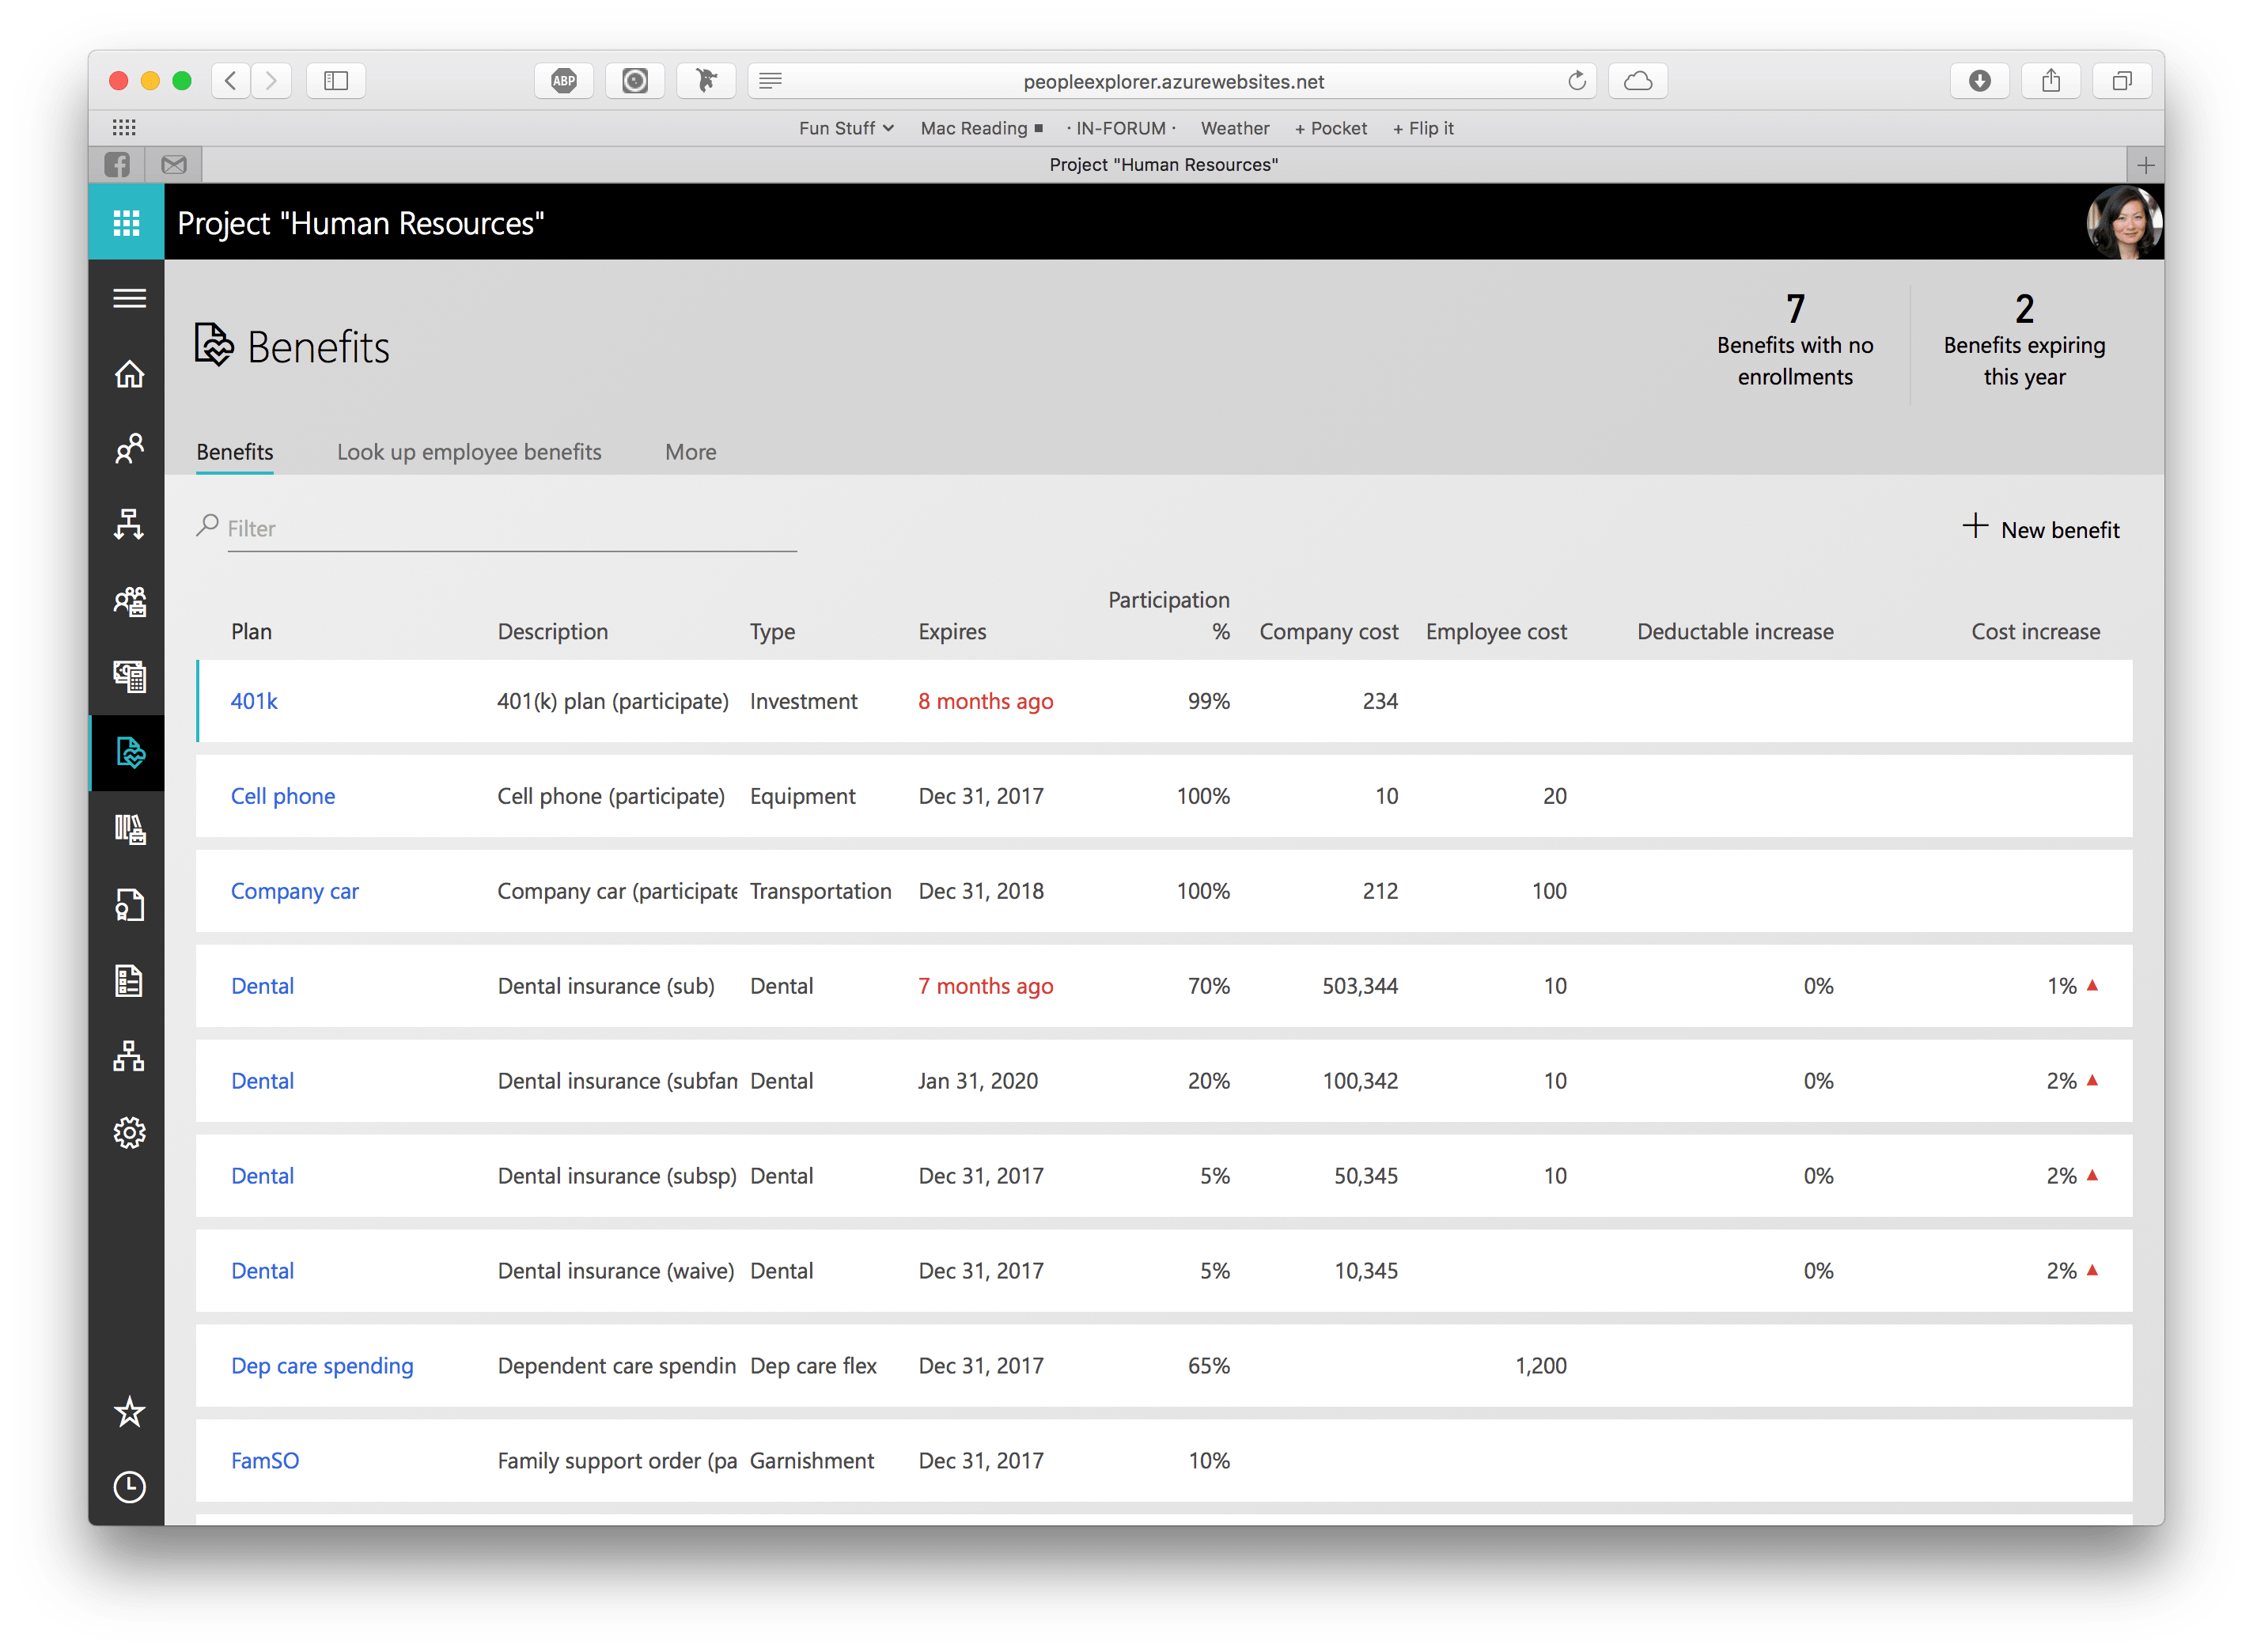 ABP
peopleexplorer.azurewebsites.net
Fun Stuff Mac Reading · IN-FORUM · Weather + Pocket + Flip it
Project "Human Resources"
Project "Human Resources"
7
Benefits with no
enrollments
2
Benefits expiring
this year
Benefits
Benefits Look up employee benefits More
Filter
+ New benefit
Plan Description Type Expires Participation % Company cost Employee cost Deductable increase Cost increase
401k 401(k) plan (participate) Investment 8 months ago 99% 234
Cell phone Cell phone (participate) Equipment Dec 31, 2017 100% 10 20
Company car Company car (participate Transportation Dec 31, 2018 100% 212 100
Dental Dental insurance (sub) Dental 7 months ago 70% 503,344 10 0% 1% ▲
Dental Dental insurance (subfan Dental Jan 31, 2020 20% 100,342 10 0% 2% ▲
Dental Dental insurance (subsp) Dental Dec 31, 2017 5% 50,345 10 0% 2% ▲
Dental Dental insurance (waive) Dental Dec 31, 2017 5% 10,345 0% 2% ▲
Dep care spending Dependent care spendin Dep care flex Dec 31, 2017 65% 1,200
FamSO Family support order (pa Garnishment Dec 31, 2017 10%